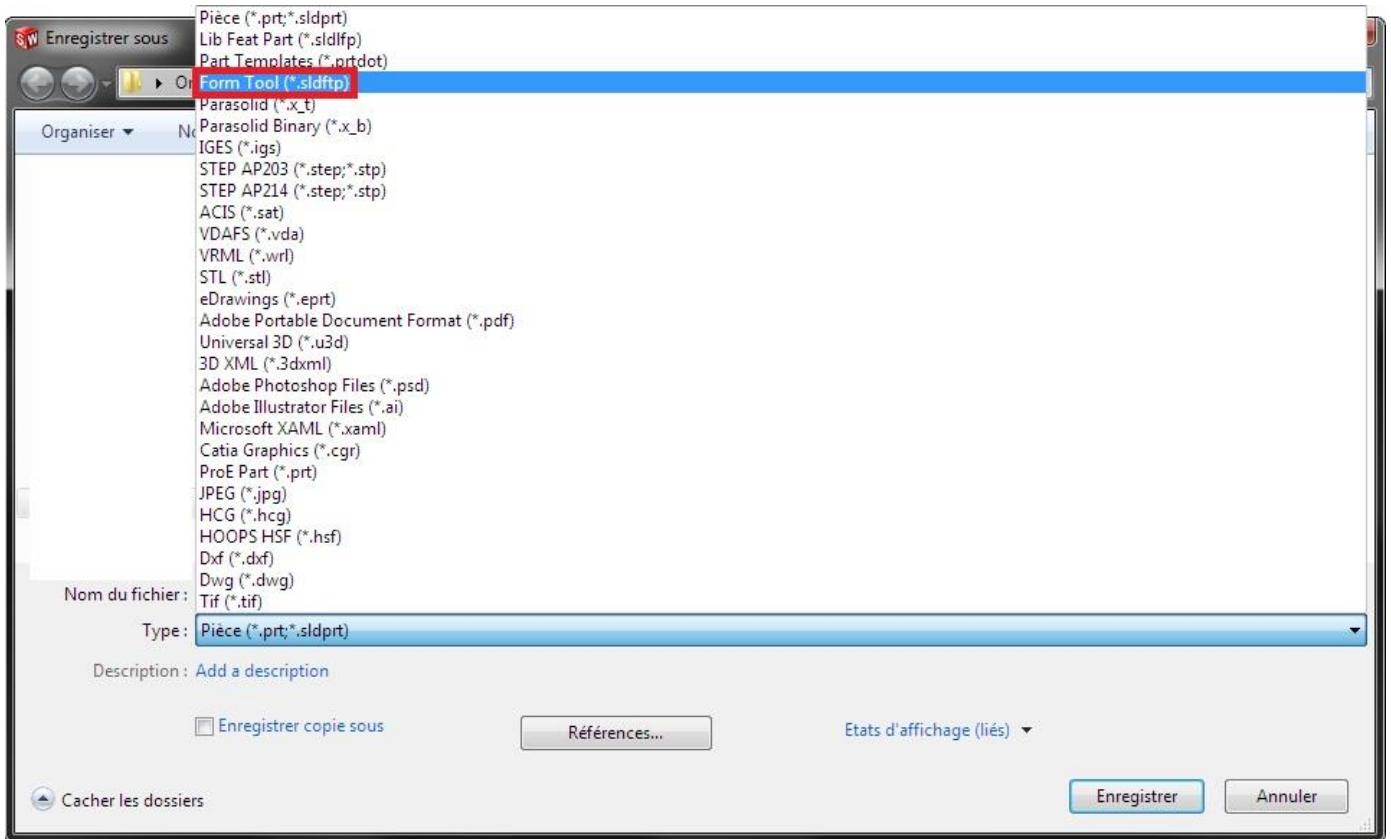 Pièce (*.prt;*.sldprt)
SW Enregistrer sous
Lib Feat Part (*.sldlfp)
Part Templates (*.prtdot)
Form Tool (*.sldftp)
Parasolid (*.x_t)
Organiser
Parasolid Binary (*.x_b)
IGES (*.igs)
STEP AP203 (*.step;*.stp)
STEP AP214 (*.step;*.stp)
ACIS (*.sat)
VDAFS (*.vda)
VRML (*.wrl)
STL (*.stl)
eDrawings (*.eprt)
Adobe Portable Document Format (*.pdf)
Universal 3D (*.u3d)
3D XML (*.3dxml)
Adobe Photoshop Files (*.psd)
Adobe Illustrator Files (*.ai)
Microsoft XAML (*.xaml)
Catia Graphics (*.cgr)
ProE Part (*.prt)
JPEG (*.jpg)
HCG (*.hcg)
HOOPS HSF (*.hsf)
Dxf (*.dxf)
Dwg (*.dwg)
Nom du fichier :
Tif (*.tif)
Type : Pièce (*.prt;*.sldprt)
Description : Add a description
Enregistrer copie sous
Références...
Etats d'affichage (liés)
Cacher les dossiers
Enregistrer
Annuler